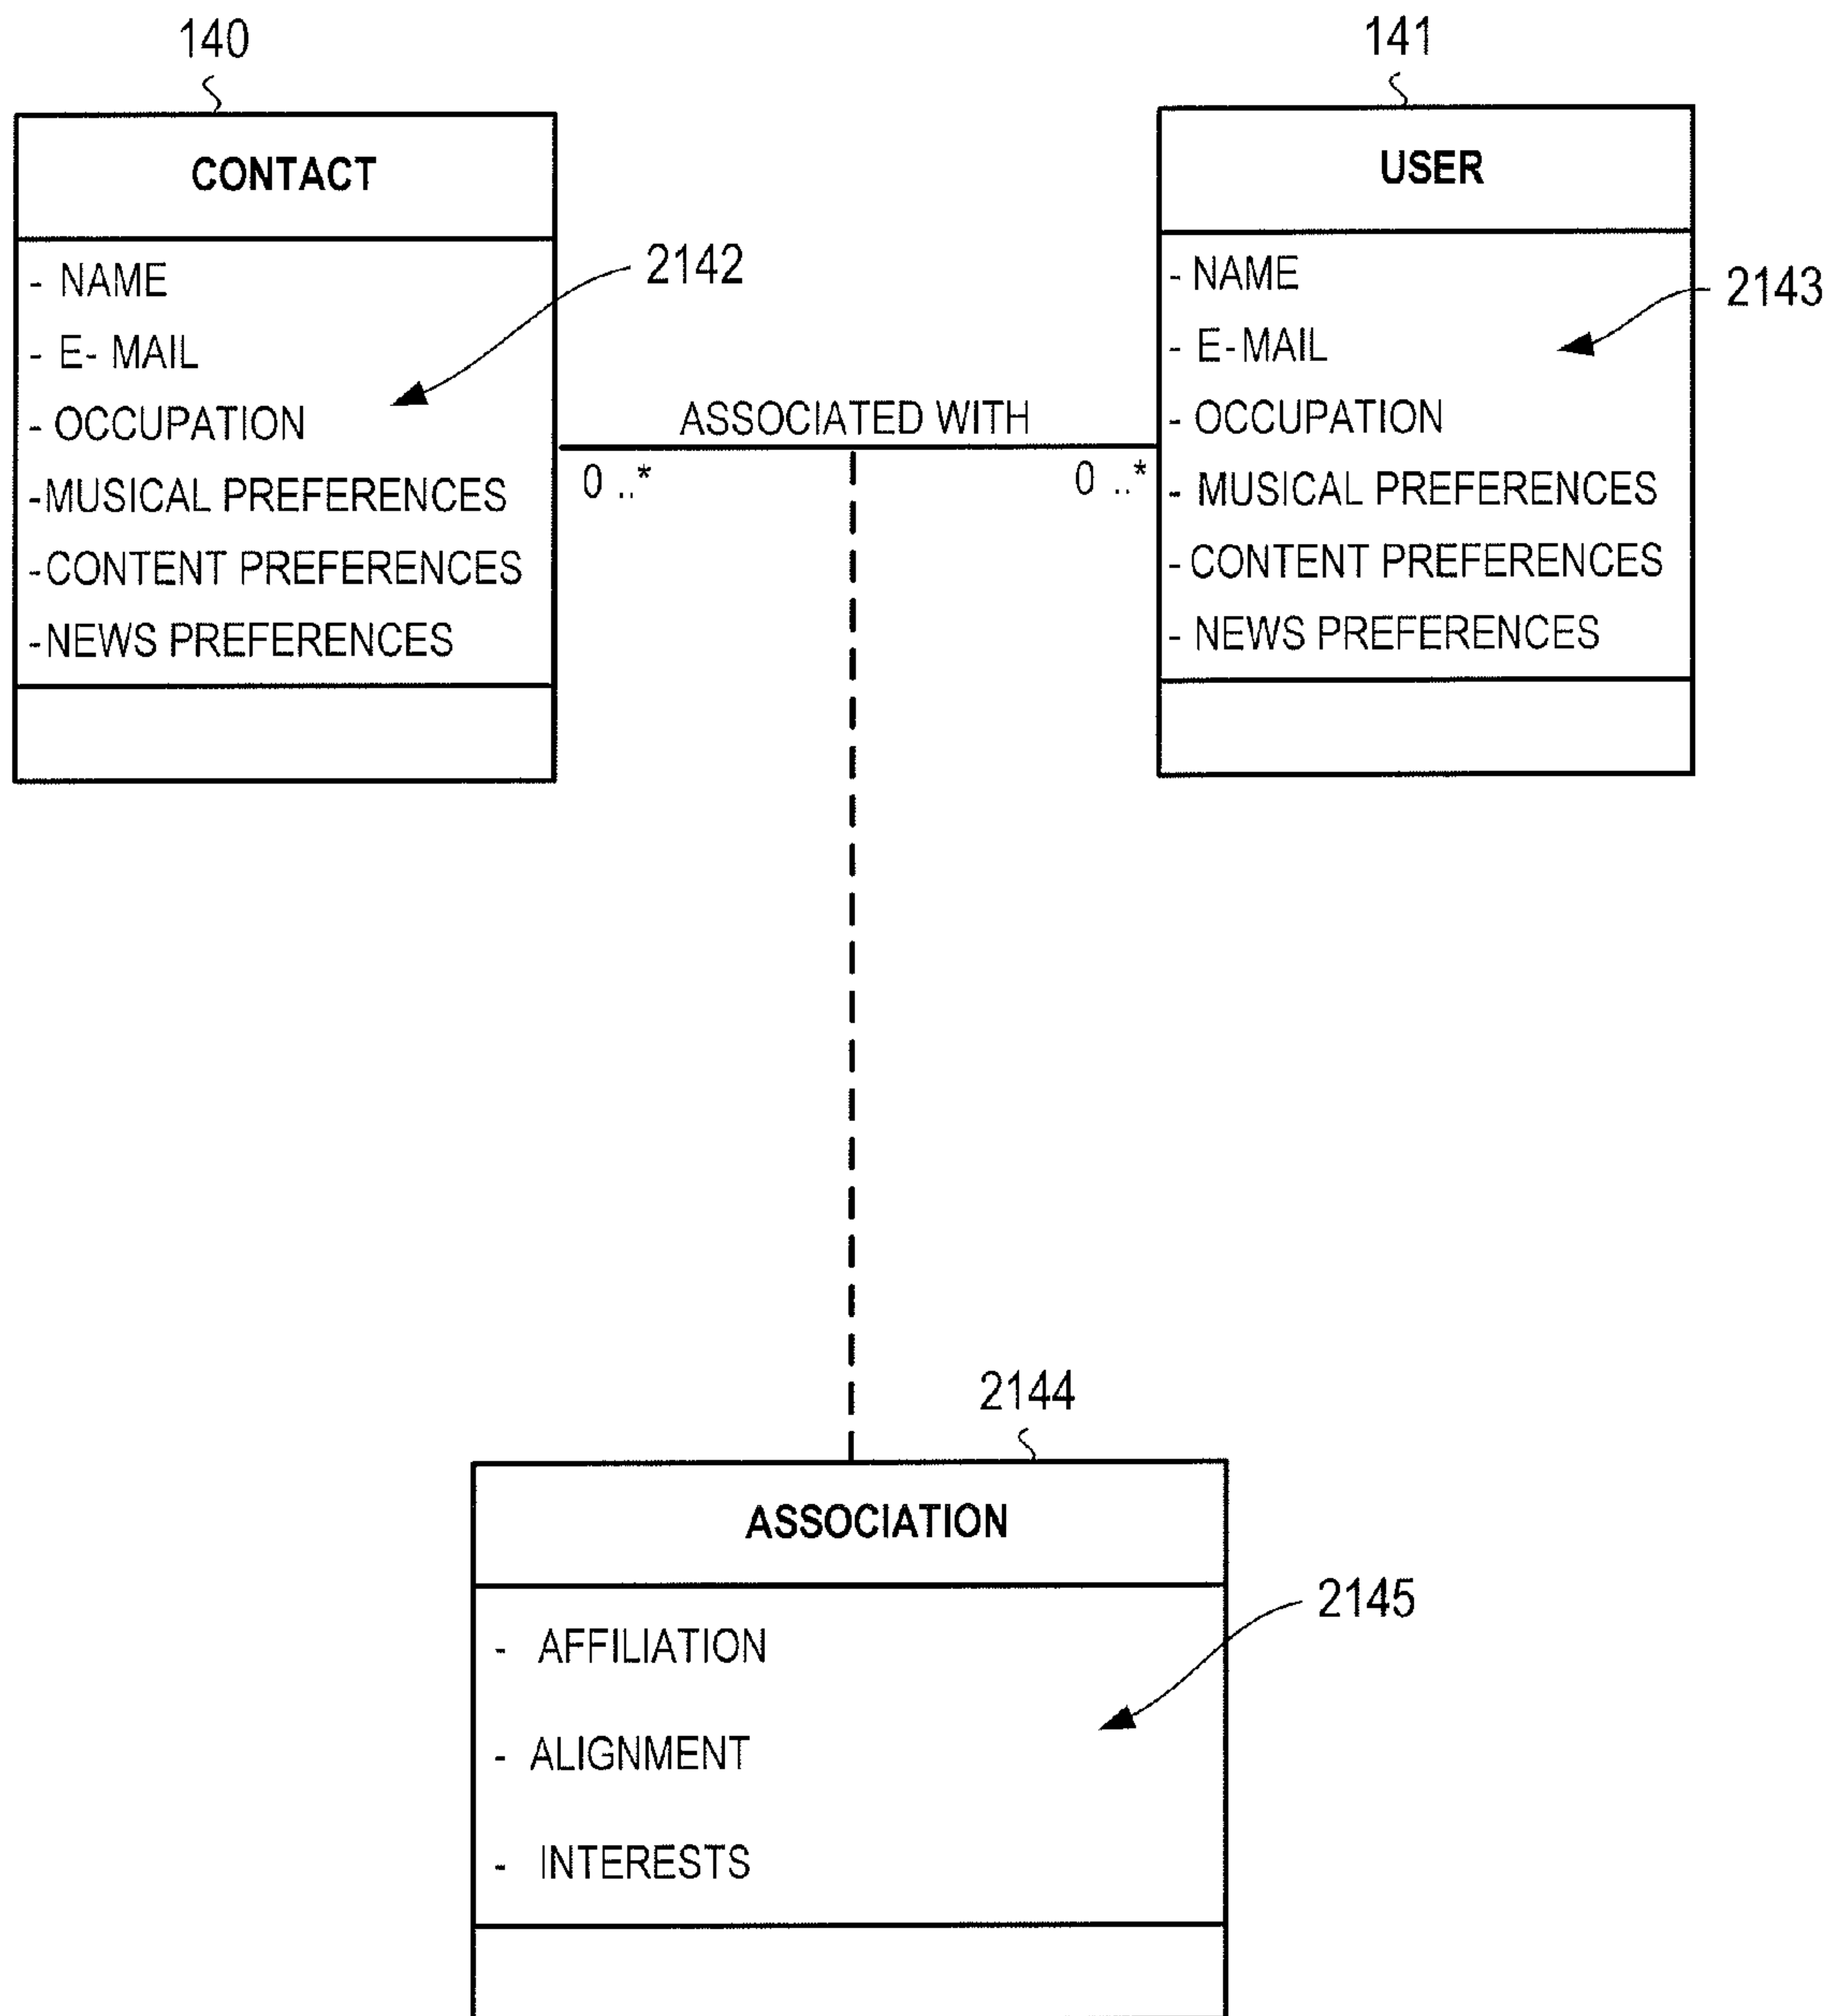 140
141
CONTACT
USER
- NAME
- E- MAIL
- OCCUPATION
-MUSICAL PREFERENCES
-CONTENT PREFERENCES
-NEWS PREFERENCES
2142
ASSOCIATED WITH
0 ..*
0 ..*
- NAME
- E-MAIL
- OCCUPATION
- MUSICAL PREFERENCES
- CONTENT PREFERENCES
- NEWS PREFERENCES
2143
2144
ASSOCIATION
- AFFILIATION
- ALIGNMENT
- INTERESTS
2145